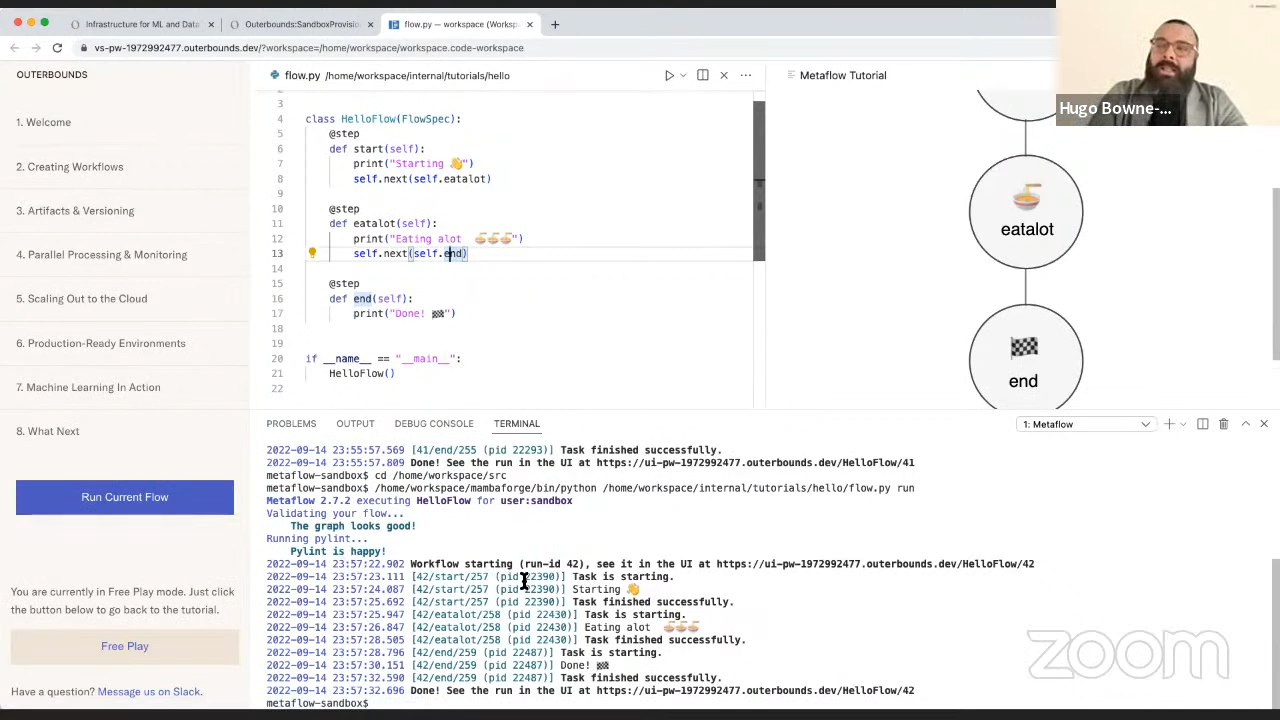 Infrastructure for ML and Data
Outerbounds:SandboxProvision
flow.py — workspace (Worksp
vs-pw-1972992477.outerbounds.dev/?workspace=/home/workspace/workspace.code-workspace
OUTERBOUNDS
1. Welcome
2. Creating Workflows
3. Artifacts & Versioning
4. Parallel Processing & Monitoring
5. Scaling Out to the Cloud
6. Production-Ready Environments
7. Machine Learning In Action
8. What Next
Run Current Flow
You are currently in Free Play mode. Just click
the button below to go back to the tutorial.
Free Play
Have a question? Message us on Slack.
flow.py /home/workspace/internal/tutorials/hello
3
4 class HelloFlow(FlowSpec):
5 @step
6 def start(self):
7 print("Starting 👋")
8 self.next(self.eatalot)
9
10 @step
11 def eatalot(self):
12 print("Eating alot 🍜🍜🍜")
13 self.next(self.end)
14
15 @step
16 def end(self):
17 print("Done! 🏁")
18
19
20 if __name__ == "__main__":
21 HelloFlow()
22
Metaflow Tutorial
eatalot
end
Hugo Bowne-...
PROBLEMS OUTPUT DEBUG CONSOLE TERMINAL
1: Metaflow
2022-09-14 23:55:57.569 [41/end/255 (pid 22293)] Task finished successfully.
2022-09-14 23:55:57.809 Done! See the run in the UI at https://ui-pw-1972992477.outerbounds.dev/HelloFlow/41
metaflow-sandbox$ cd /home/workspace/src
metaflow-sandbox$ /home/workspace/mambaforge/bin/python /home/workspace/internal/tutorials/hello/flow.py run
Metaflow 2.7.2 executing HelloFlow for user:sandbox
Validating your flow...
The graph looks good!
Running pylint...
Pylint is happy!
2022-09-14 23:57:22.902 Workflow starting (run-id 42), see it in the UI at https://ui-pw-1972992477.outerbounds.dev/HelloFlow/42
2022-09-14 23:57:23.111 [42/start/257 (pid 22390)] Task is starting.
2022-09-14 23:57:24.087 [42/start/257 (pid 22390)] Starting 👋
2022-09-14 23:57:25.692 [42/start/257 (pid 22390)] Task finished successfully.
2022-09-14 23:57:25.947 [42/eatalot/258 (pid 22430)] Task is starting.
2022-09-14 23:57:26.847 [42/eatalot/258 (pid 22430)] Eating alot 🍜🍜🍜
2022-09-14 23:57:28.505 [42/eatalot/258 (pid 22430)] Task finished successfully.
2022-09-14 23:57:28.796 [42/end/259 (pid 22487)] Task is starting.
2022-09-14 23:57:30.151 [42/end/259 (pid 22487)] Done! 🏁
2022-09-14 23:57:32.590 [42/end/259 (pid 22487)] Task finished successfully.
2022-09-14 23:57:32.696 Done! See the run in the UI at https://ui-pw-1972992477.outerbounds.dev/HelloFlow/42
metaflow-sandbox$
zoom